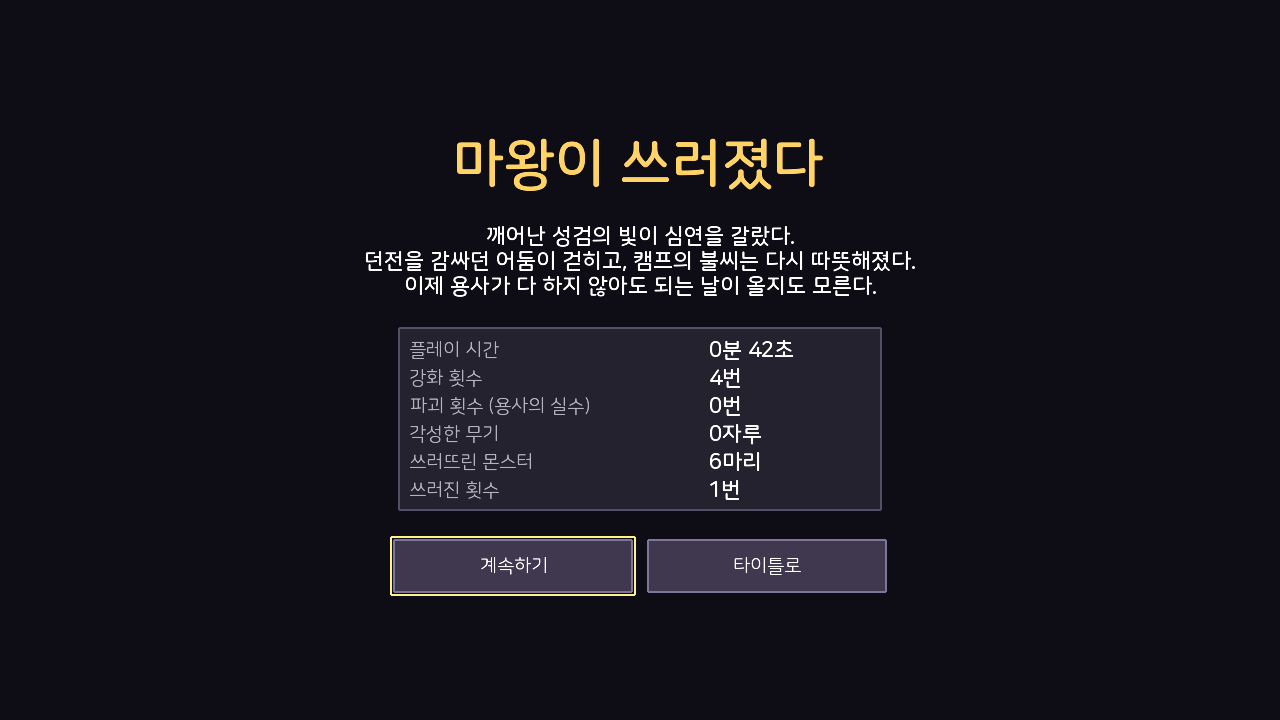 마왕이 쓰러졌다
깨어난 성검의 빛이 심연을 갈랐다.
던전을 감싸던 어둠이 걷히고, 캠프의 불씨는 다시 따뜻해졌다.
이제 용사가 다 하지 않아도 되는 날이 올지도 모른다.
플레이 시간 0분 42초
강화 횟수 4번
파괴 횟수 (용사의 실수) 0번
각성한 무기 0자루
쓰러뜨린 몬스터 6마리
쓰러진 횟수 1번
계속하기 타이틀로